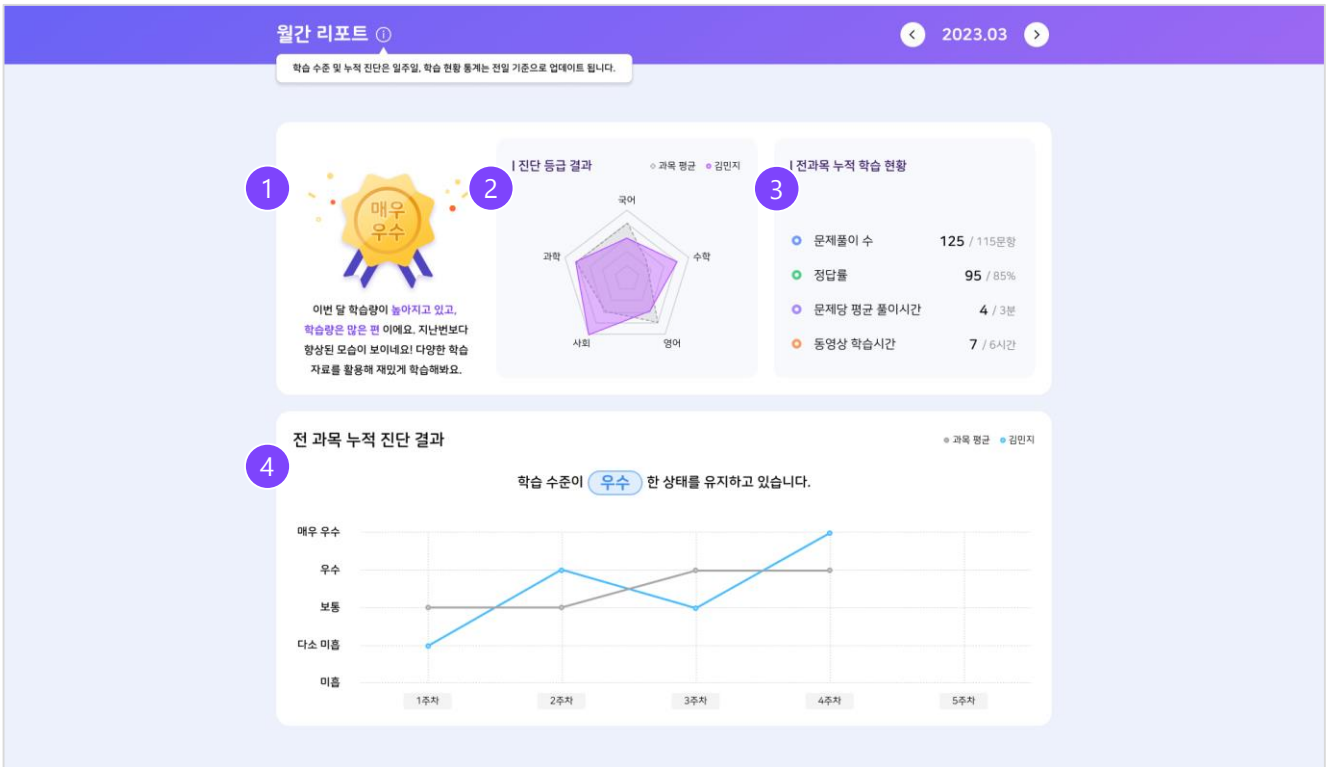 월간 리포트
2023.03
학습 수준 및 누적 진단은 일주일, 학습 현황 통계는 전일 기준으로 업데이트 됩니다.
1
매우
우수
이번 달 학습량이 높아지고 있고,
학습량은 많은 편 이에요. 지난번보다
향상된 모습이 보이네요! 다양한 학습
자료를 활용해 재밌게 학습해봐요.
2
진단 등급 결과
과목 평균
김민지
국어
수학
영어
사회
과학
3
전과목 누적 학습 현황
문제풀이 수 125 / 115문항
정답률 95 / 85%
문제당 평균 풀이시간 4 / 3분
동영상 학습시간 7 / 6시간
4
전 과목 누적 진단 결과
과목 평균
김민지
학습 수준이 우수 한 상태를 유지하고 있습니다.
매우 우수
우수
보통
다소 미흡
미흡
1주차 2주차 3주차 4주차 5주차